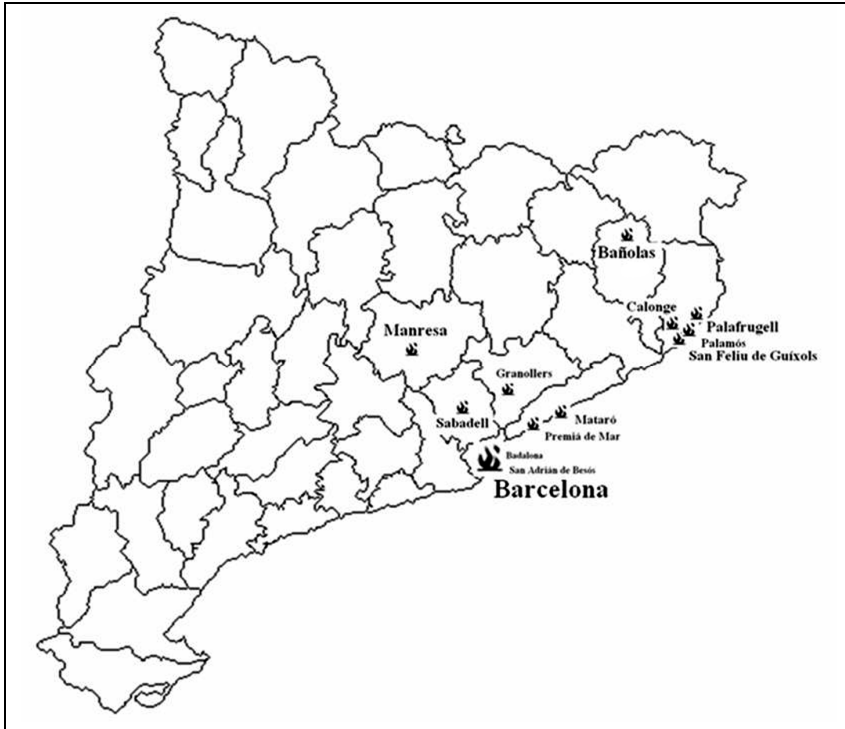 Bañolas
Calonge
Palafrugell
Manresa
Palamós
San Feliu de Guíxols
Granollers
Sabadell
Mataró
Premiá de Mar
Badalona
San Adrián de Besós
Barcelona